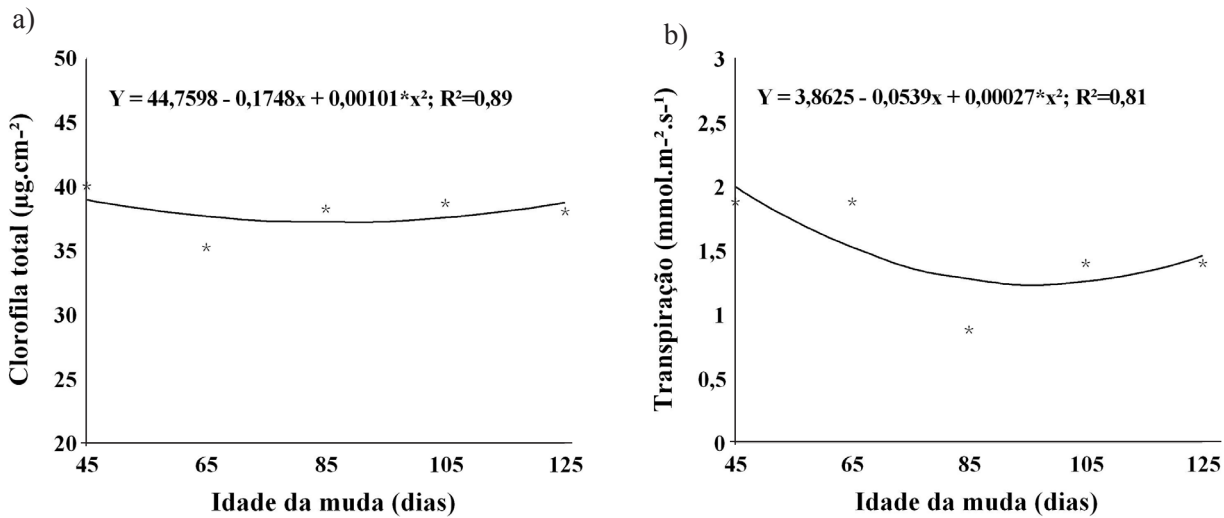 a)
Y = 44,7598 - 0,1748x + 0,00101*x²; R²=0,89
Clorofila total (µg.cm-²)
50
45
40
35
30
25
20
45 65 85 105 125
Idade da muda (dias)
b)
Y = 3,8625 - 0,0539x + 0,00027*x²; R²=0,81
Transpiração (mmol.m-².s-¹)
3
2,5
2
1,5
1
0,5
0
45 65 85 105 125
Idade da muda (dias)